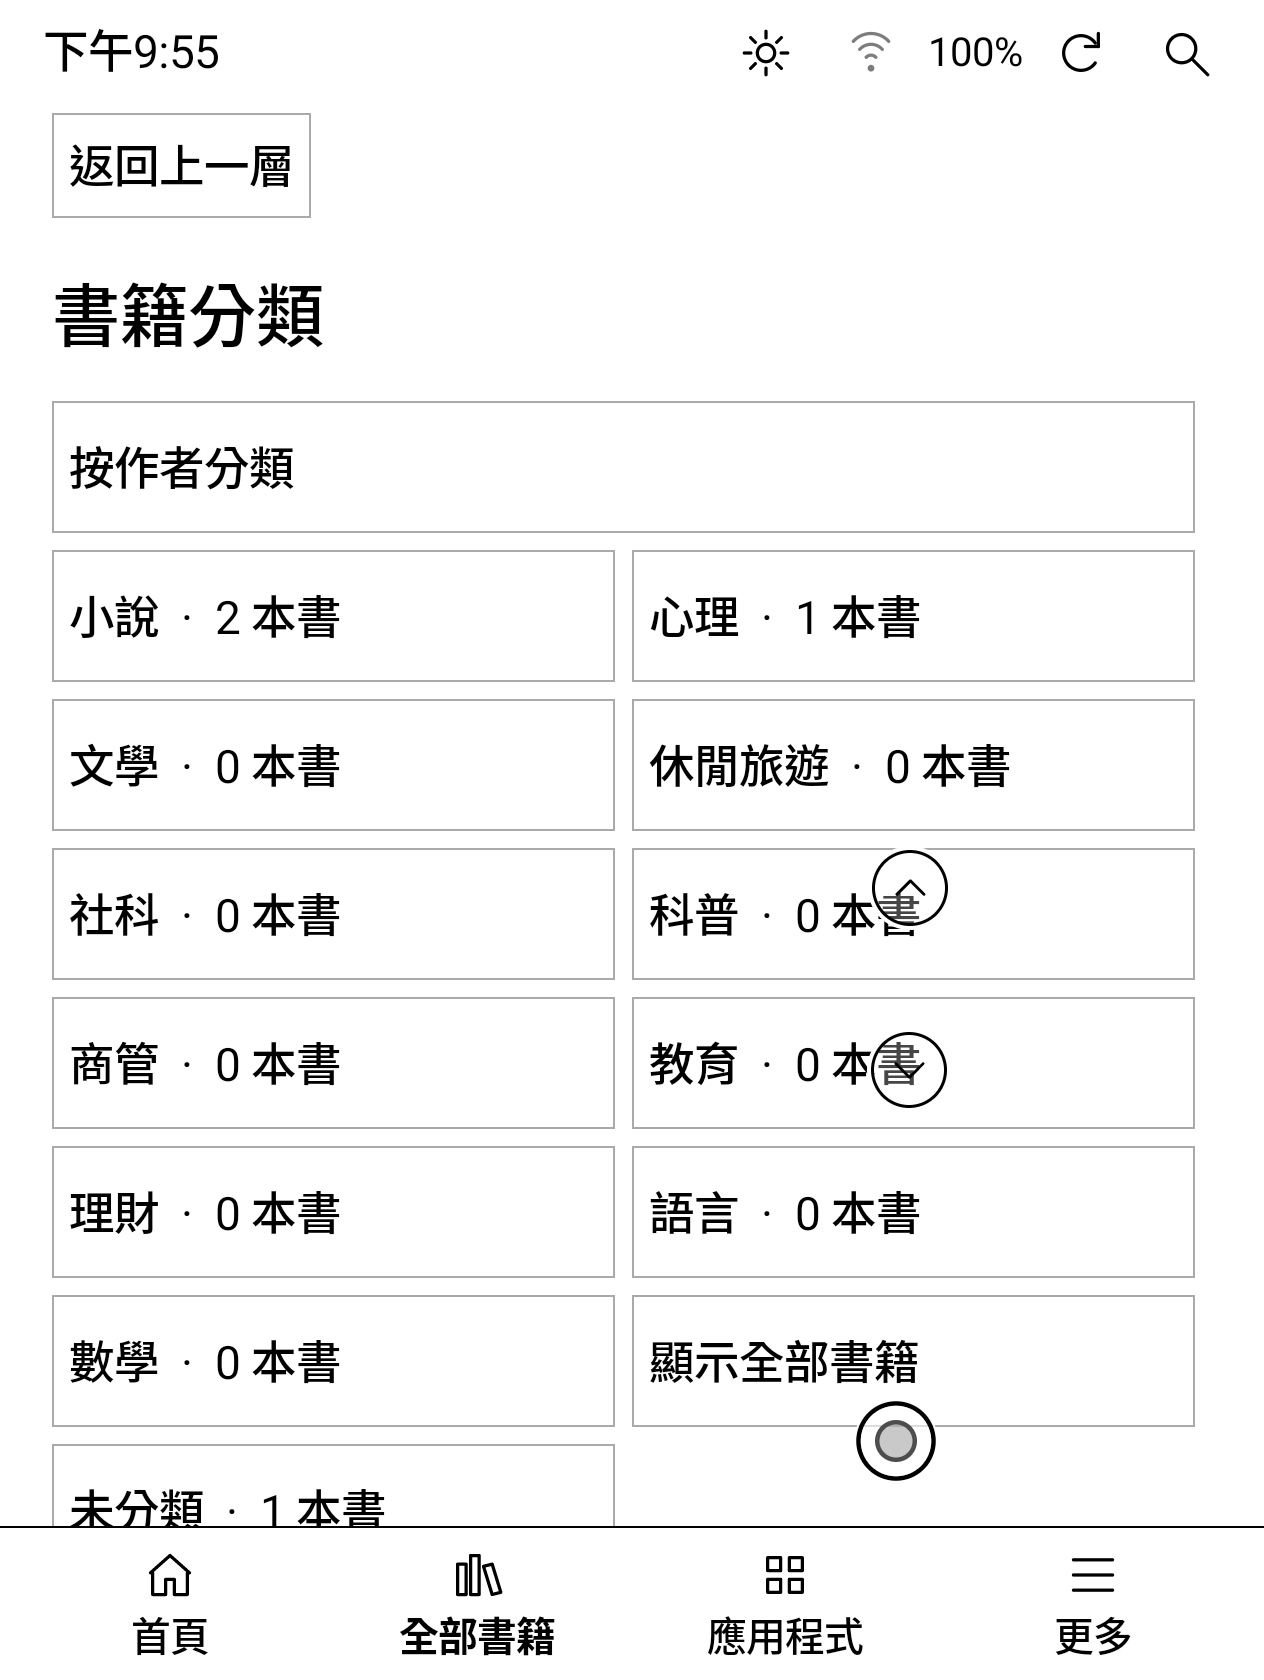 下午9:55 100%
返回上一層
書籍分類
按作者分類
小說 · 2 本書
心理 · 1 本書
文學 · 0 本書
休閒旅遊 · 0 本書
社科 · 0 本書
科普 · 0 本書
商管 · 0 本書
教育 · 0 本書
理財 · 0 本書
語言 · 0 本書
數學 · 0 本書
顯示全部書籍
未分類 · 1 本書
首頁
全部書籍
應用程式
更多